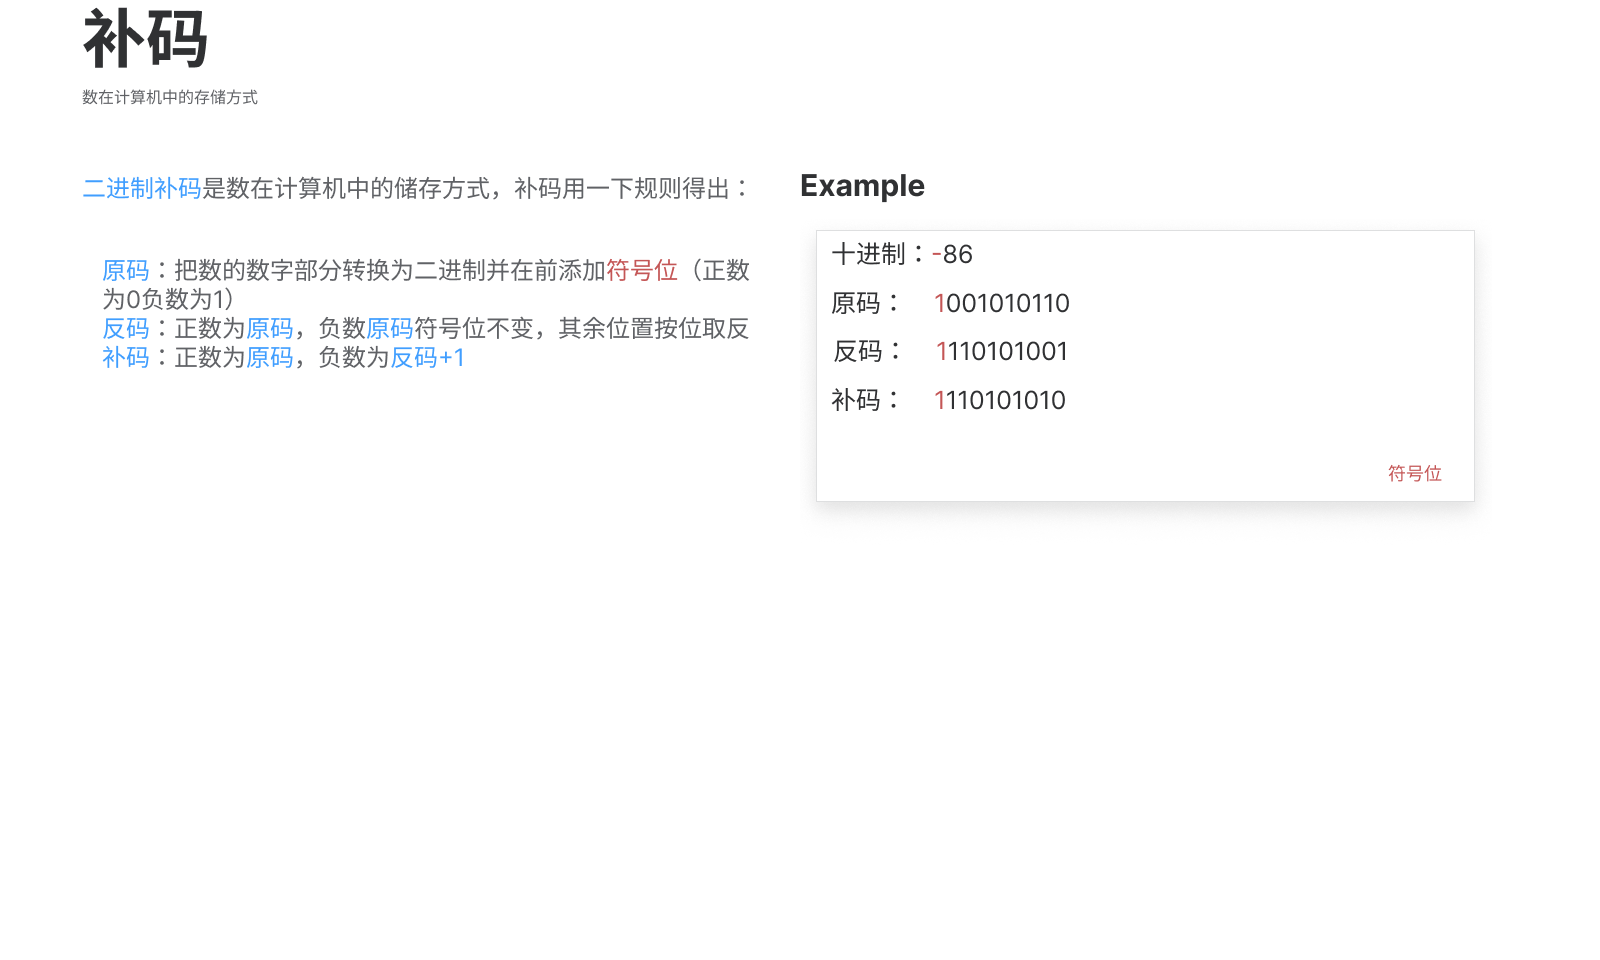 补码
数在计算机中的存储方式
二进制补码是数在计算机中的储存方式，补码用一下规则得出：
原码：把数的数字部分转换为二进制并在前添加符号位（正数
为0负数为1）
反码：正数为原码，负数原码符号位不变，其余位置按位取反
补码：正数为原码，负数为反码+1
Example
十进制：-86
原码： 1001010110
反码： 1110101001
补码： 1110101010
符号位